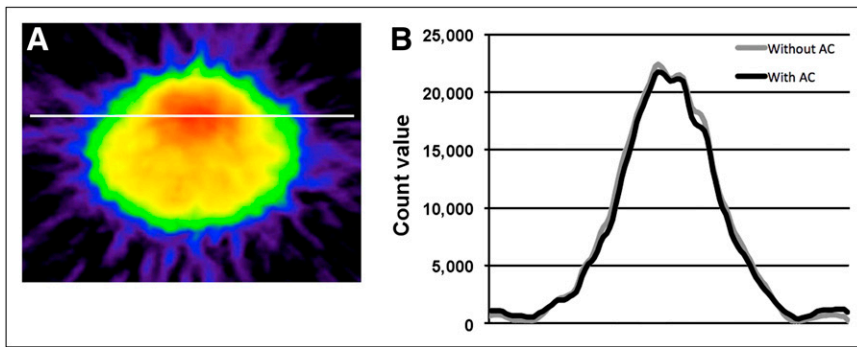 A
B
25,000
20,000
15,000
10,000
5,000
0
Count value
Without AC
With AC